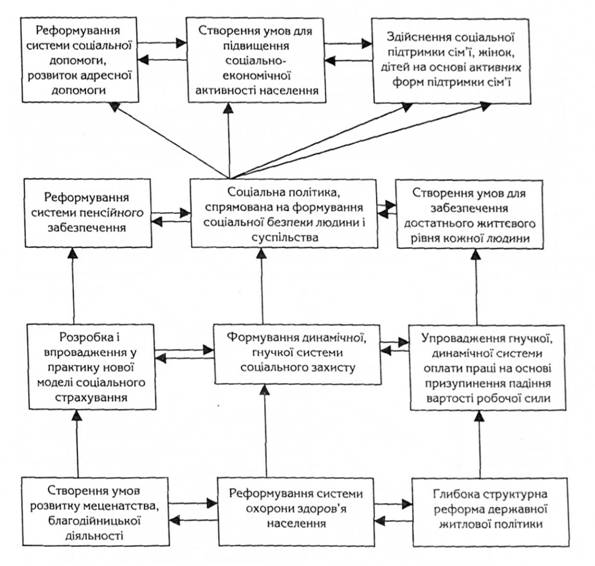 Реформування
системи соціальної
допомоги,
розвиток адресної
допомоги
Створення умов для
підвищення
соціально-
економічної
активності населення
Здійснення соціальної
підтримки сім’ї, жінок,
дітей на основі активних
форм підтримки сім’ї
Реформування
системи пенсійного
забезпечення
Соціальна політика,
спрямована на формування
соціальної безпеки людини і
суспільства
Створення умов для
забезпечення
достатнього життєвого
рівня кожної людини
Розробка і
впровадження у
практику нової
моделі соціального
страхування
Формування динамічної,
гнучкої системи
соціального захисту
Упровадження гнучкої,
динамічної системи
оплати праці на основі
призупинення падіння
вартості робочої сили
Створення умов
розвитку меценатства,
благодійницької
діяльності
Реформування системи
охорони здоров’я
населення
Глибока структурна
реформа державної
житлової політики